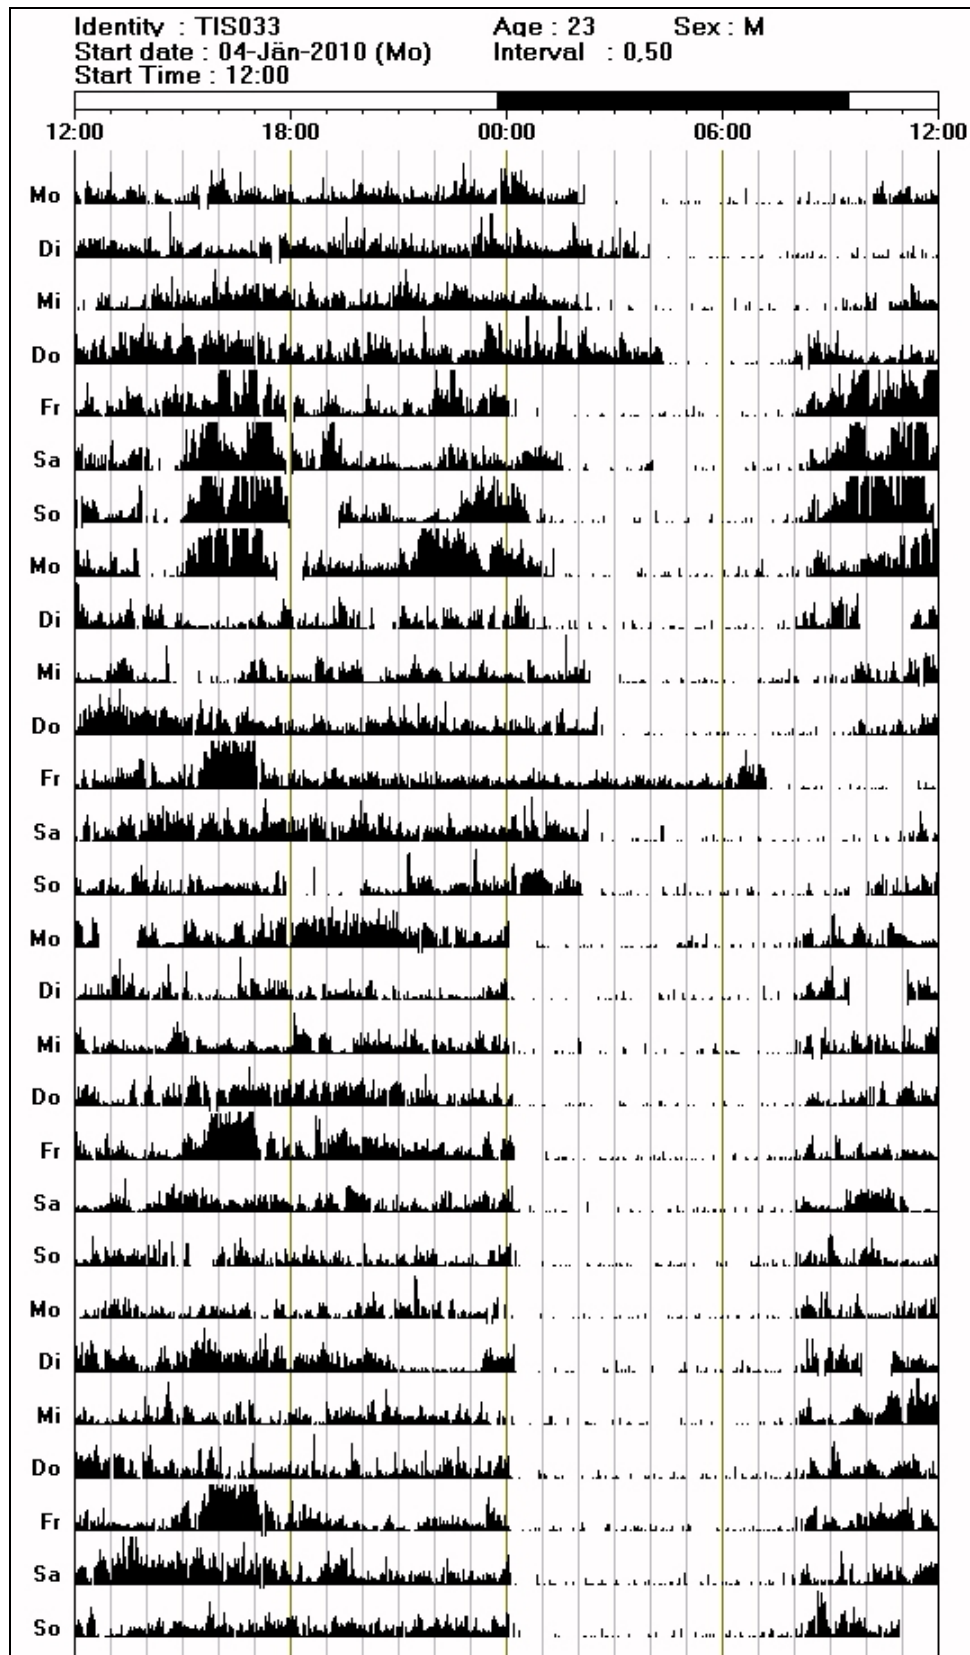 Identity : TIS033 Age : 23 Sex : M
Start date : 04-Jän-2010 (Mo) Interval : 0,50
Start Time : 12:00
12:00 18:00 00:00 06:00 12:00
Mo
Di
Mi
Do
Fr
Sa
So
Mo
Di
Mi
Do
Fr
Sa
So
Mo
Di
Mi
Do
Fr
Sa
So
Mo
Di
Mi
Do
Fr
Sa
So